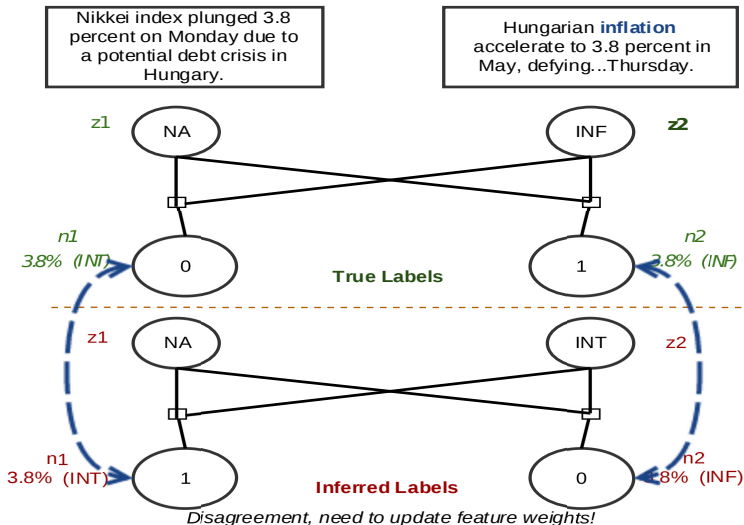 Nikkei index plunged 3.8
percent on Monday due to
a potential debt crisis in
Hungary.
Hungarian inflation
accelerate to 3.8 percent in
May, defying...Thursday.
z1
NA
INF
z2
n1
3.8% (INT)
0
True Labels
1
n2
3.8% (INF)
z1
NA
INT
z2
n1
3.8% (INT)
1
Inferred Labels
0
n2
3.8% (INF)
Disagreement, need to update feature weights!